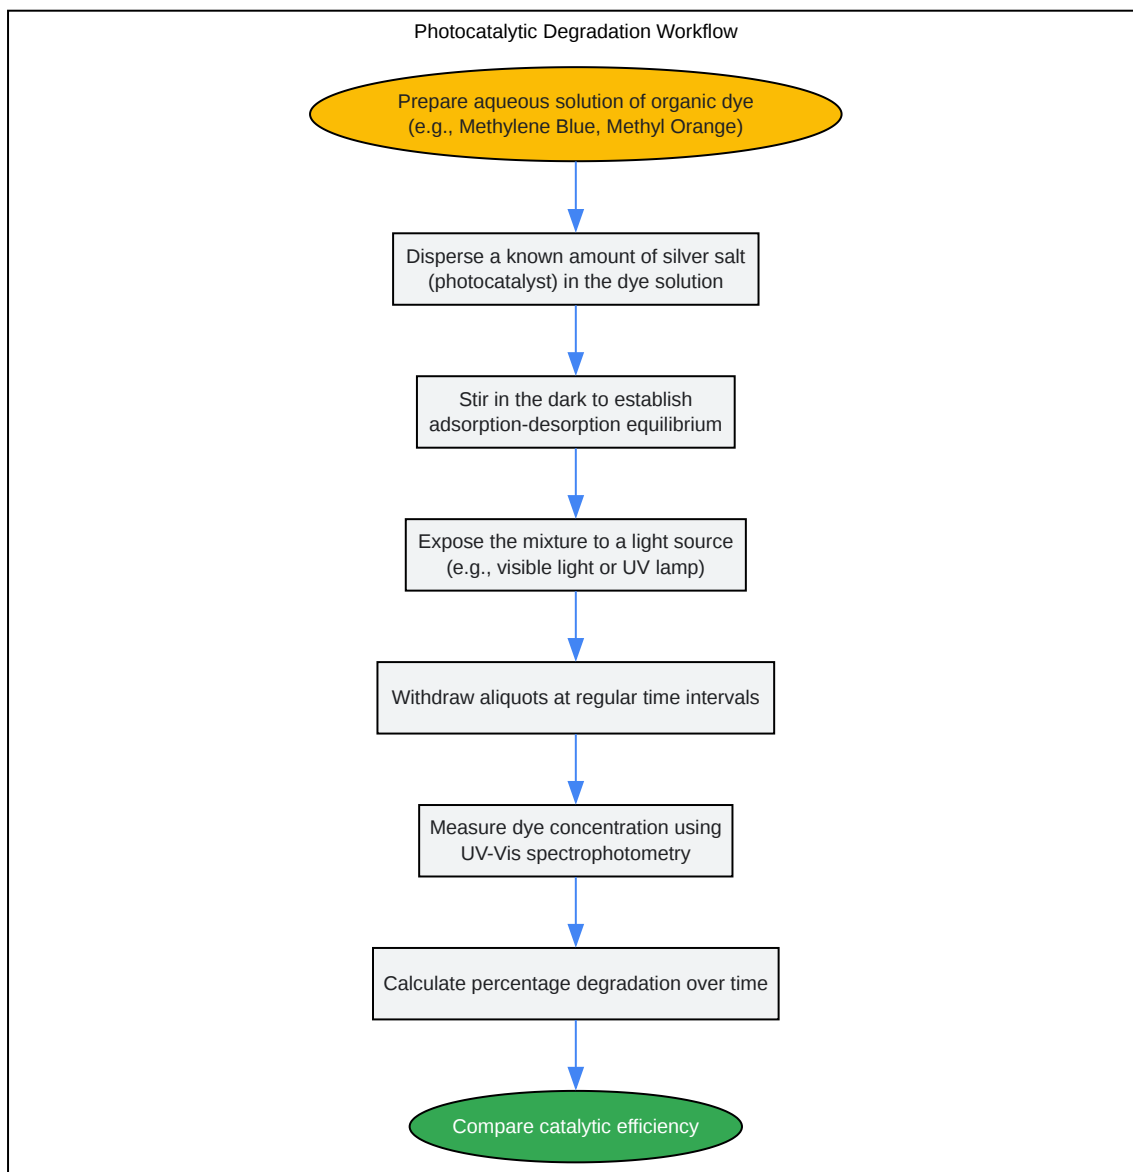 Photocatalytic Degradation Workflow
Prepare aqueous solution of organic dye
(e.g., Methylene Blue, Methyl Orange)
Disperse a known amount of silver salt
(photocatalyst) in the dye solution
Stir in the dark to establish
adsorption-desorption equilibrium
Expose the mixture to a light source
(e.g., visible light or UV lamp)
Withdraw aliquots at regular time intervals
Measure dye concentration using
UV-Vis spectrophotometry
Calculate percentage degradation over time
Compare catalytic efficiency